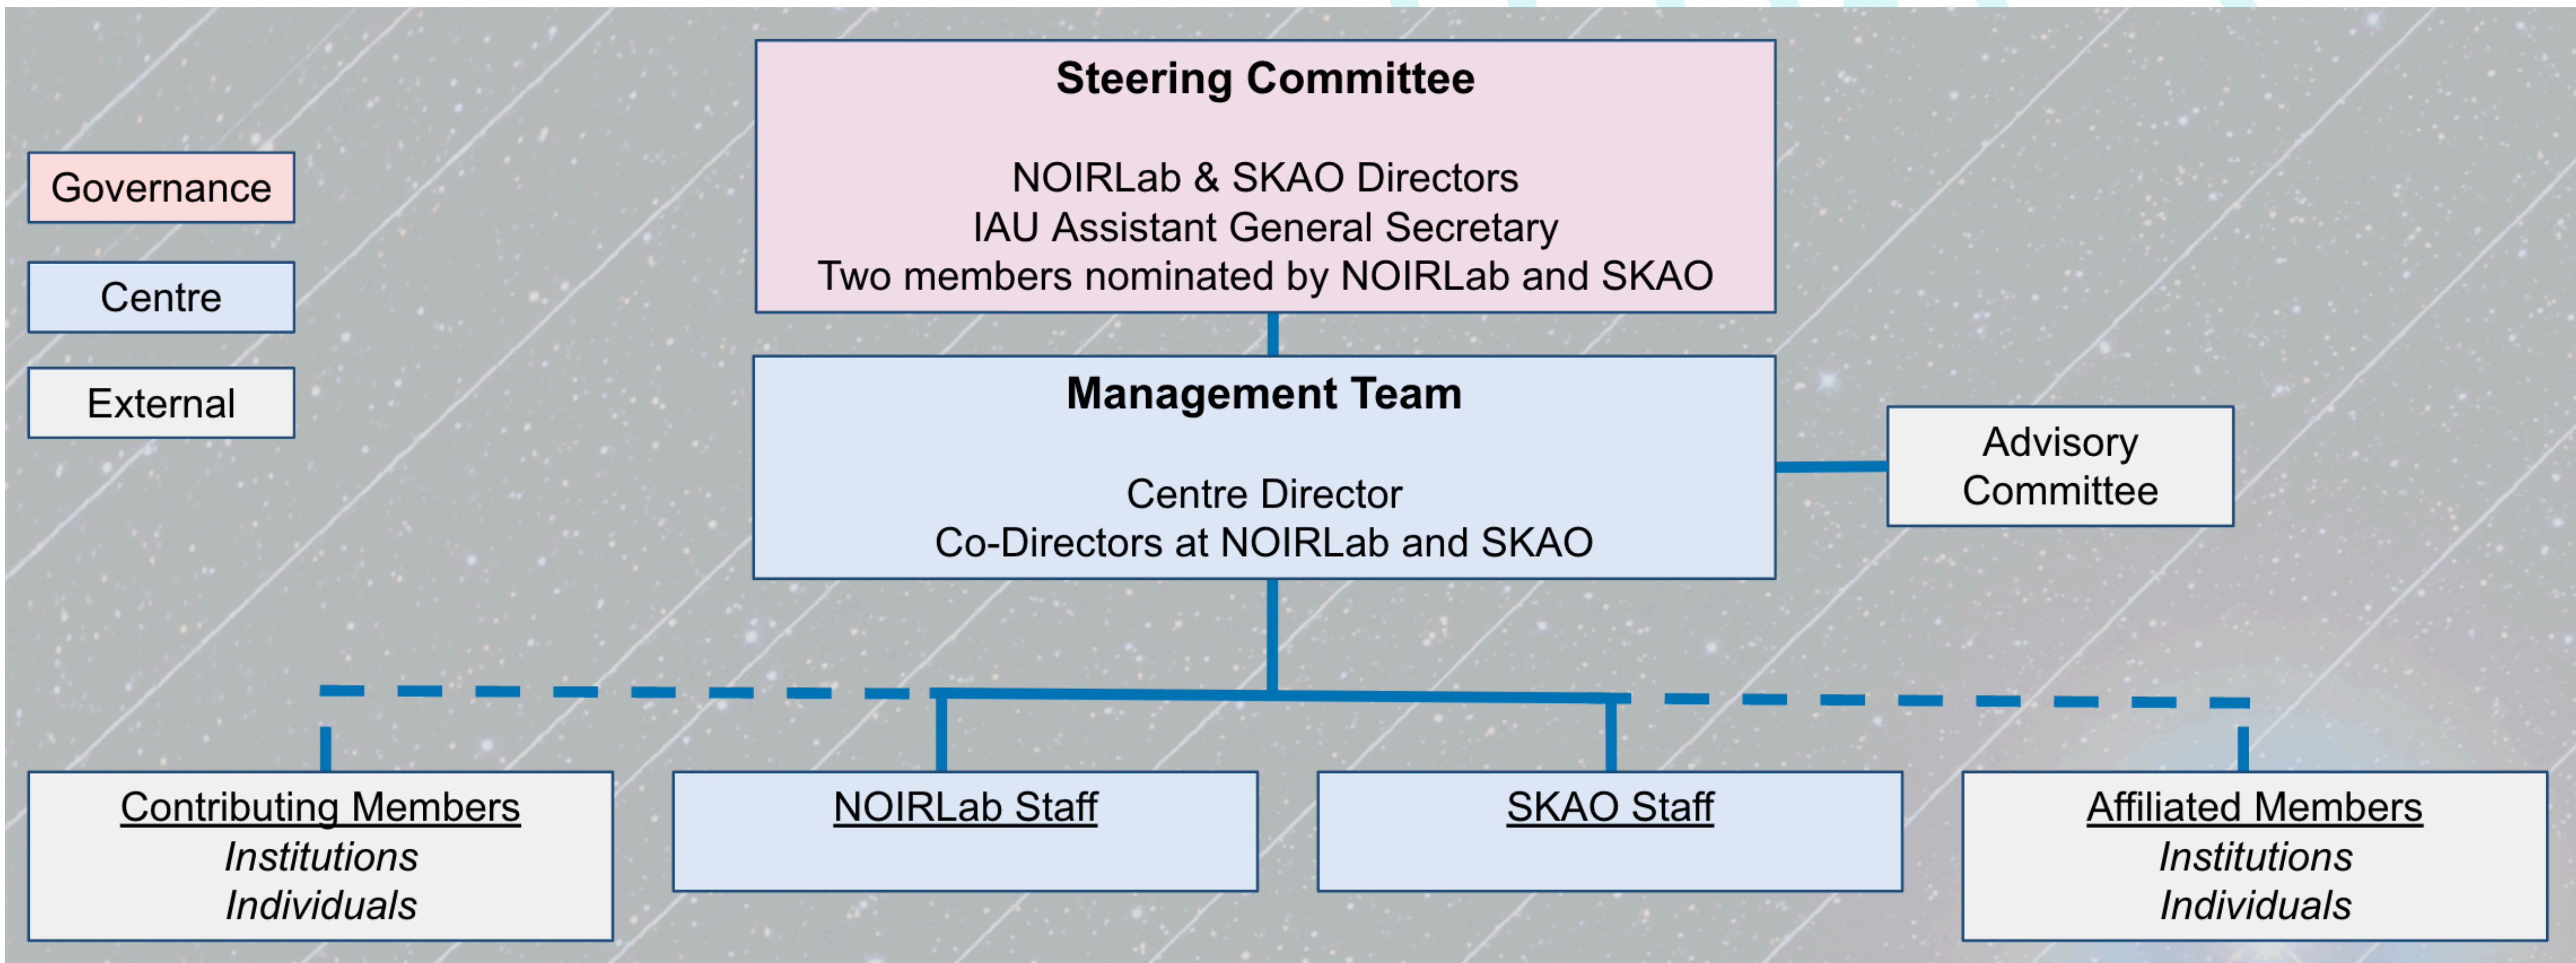 Steering Committee
NOIRLab & SKAO Directors
IAU Assistant General Secretary
Two members nominated by NOIRLab and SKAO
Governance
Centre
External
Management Team
Centre Director
Co-Directors at NOIRLab and SKAO
Advisory
Committee
Contributing Members
Institutions
Individuals
NOIRLab Staff
SKAO Staff
Affiliated Members
Institutions
Individuals